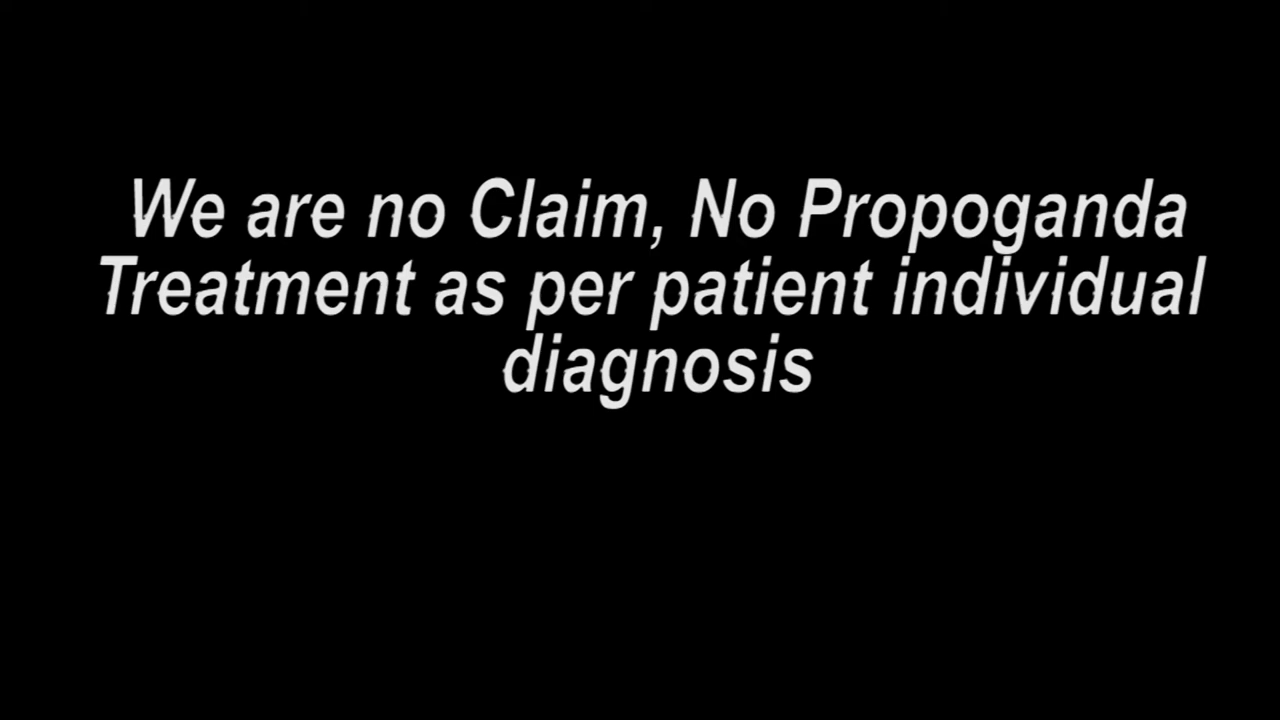 We are no Claim, No Propoganda
Treatment as per patient individual
diagnosis